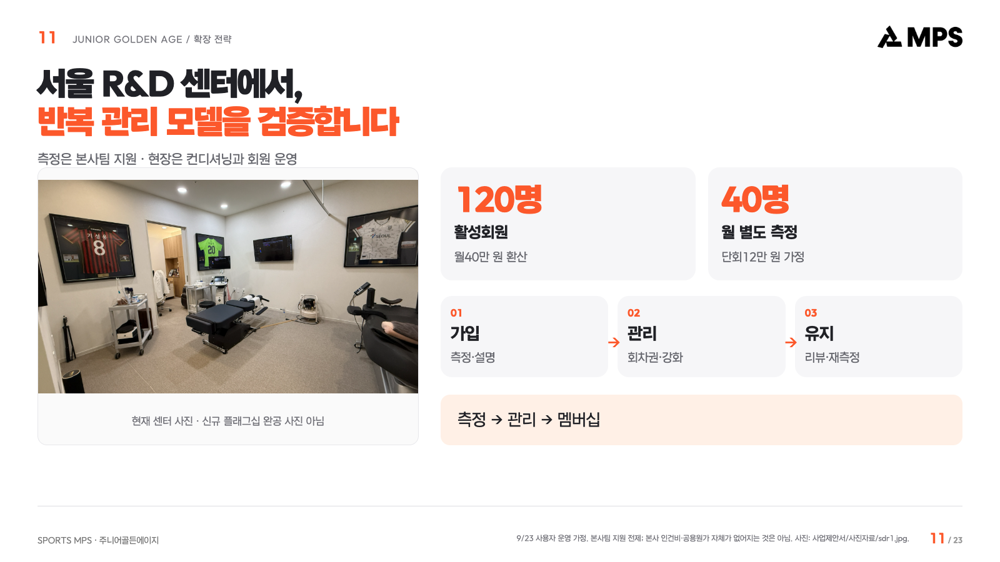 11 JUNIOR GOLDEN AGE / 확장 전략
MPS
서울 R&D 센터에서,
반복 관리 모델을 검증합니다
측정은 본사팀 지원 · 현장은 컨디셔닝과 회원 운영
기성용
8
20
SEOUL
현재 센터 사진 · 신규 플래그십 완공 사진 아님
120명
활성회원
월40만 원 환산
40명
월 별도 측정
단회12만 원 가정
01
가입
측정·설명
→
02
관리
회차권·강화
→
03
유지
리뷰·재측정
측정 → 관리 → 멤버십
SPORTS MPS · 주니어골든에이지
9/23 사용자 운영 가정. 본사팀 지원 전제; 본사 인건비·공용원가 자체가 없어지는 것은 아님. 사진: 사업제안서/사진자료/sdr1.jpg.
11 / 23